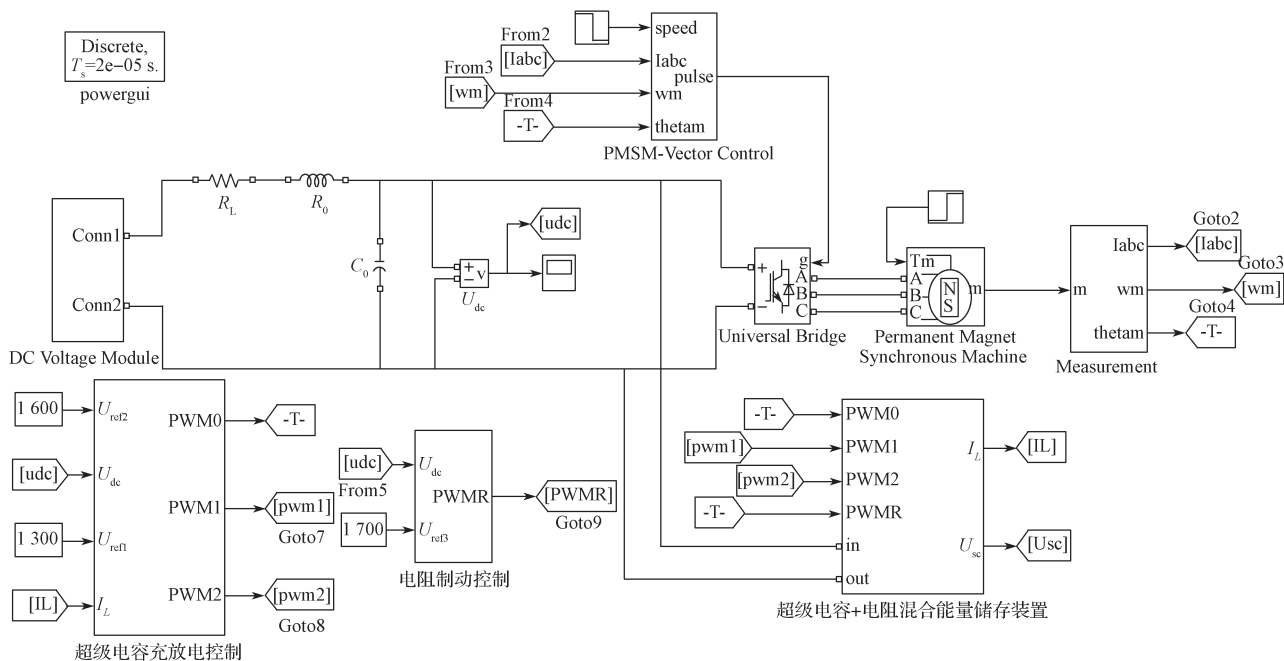 Discrete,
Ts=2e−05 s.
powergui
speed
Iabc
pulse
wm
thetam
PMSM-Vector Control
From2
[Iabc]
From3
[wm]
From4
-T-
Conn1
Conn2
DC Voltage Module
RL
R0
C0
+
−
v
Udc
[udc]
g
+
−
A
B
C
Universal Bridge
Tm
A
B
C
N
S
m
Permanent Magnet
Synchronous Machine
m
Iabc
wm
thetam
Measurement
Goto2
[Iabc]
Goto3
[wm]
Goto4
-T-
1 600
[udc]
1 300
[IL]
Uref2
Udc
Uref1
IL
PWM0
PWM1
PWM2
超级电容充放电控制
-T-
[pwm1]
Goto7
[pwm2]
Goto8
[udc]
From5
1 700
Udc
Uref3
PWMR
电阻制动控制
[PWMR]
Goto9
-T-
[pwm1]
[pwm2]
-T-
PWM0
PWM1
PWM2
PWMR
in
out
IL
Usc
超级电容+电阻混合能量储存装置
[IL]
[Usc]